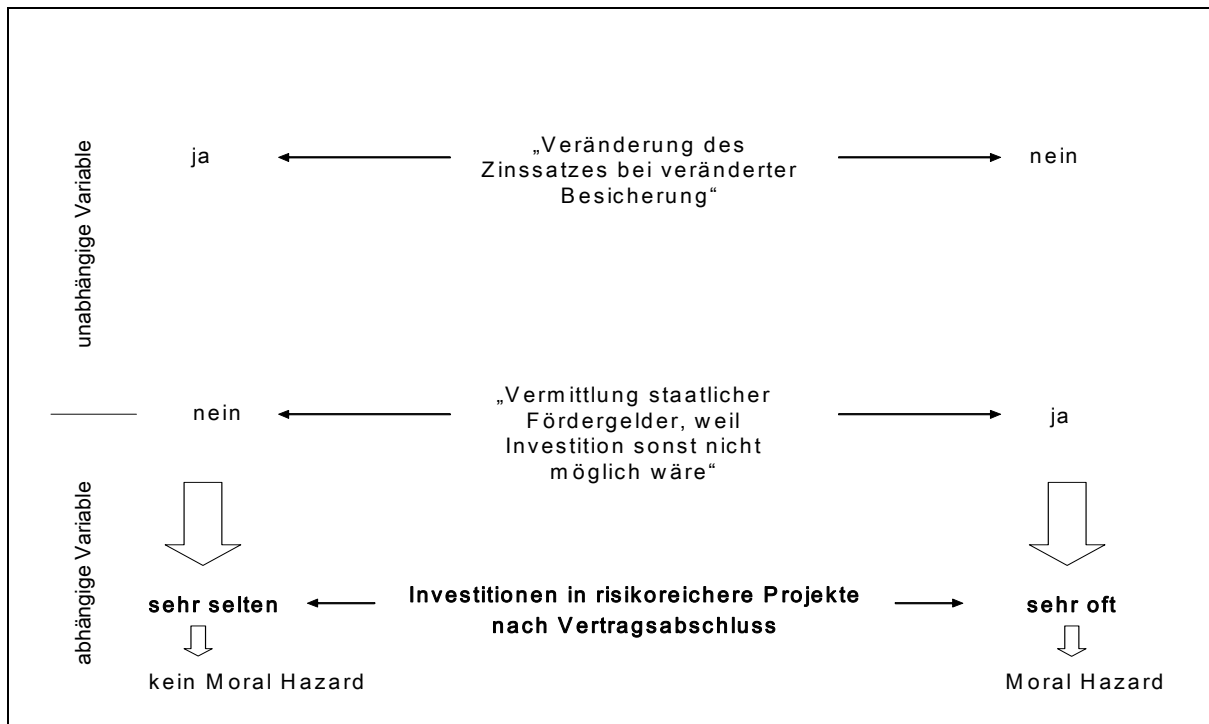 unabhängige Variable
ja
„Veränderung des
Zinssatzes bei veränderter
Besicherung“
nein
nein
„Vermittlung staatlicher
Fördergelder, weil
Investition sonst nicht
möglich wäre“
ja
abhängige Variable
sehr selten
Investitionen in risikoreichere Projekte
nach Vertragsabschluss
sehr oft
kein Moral Hazard
Moral Hazard